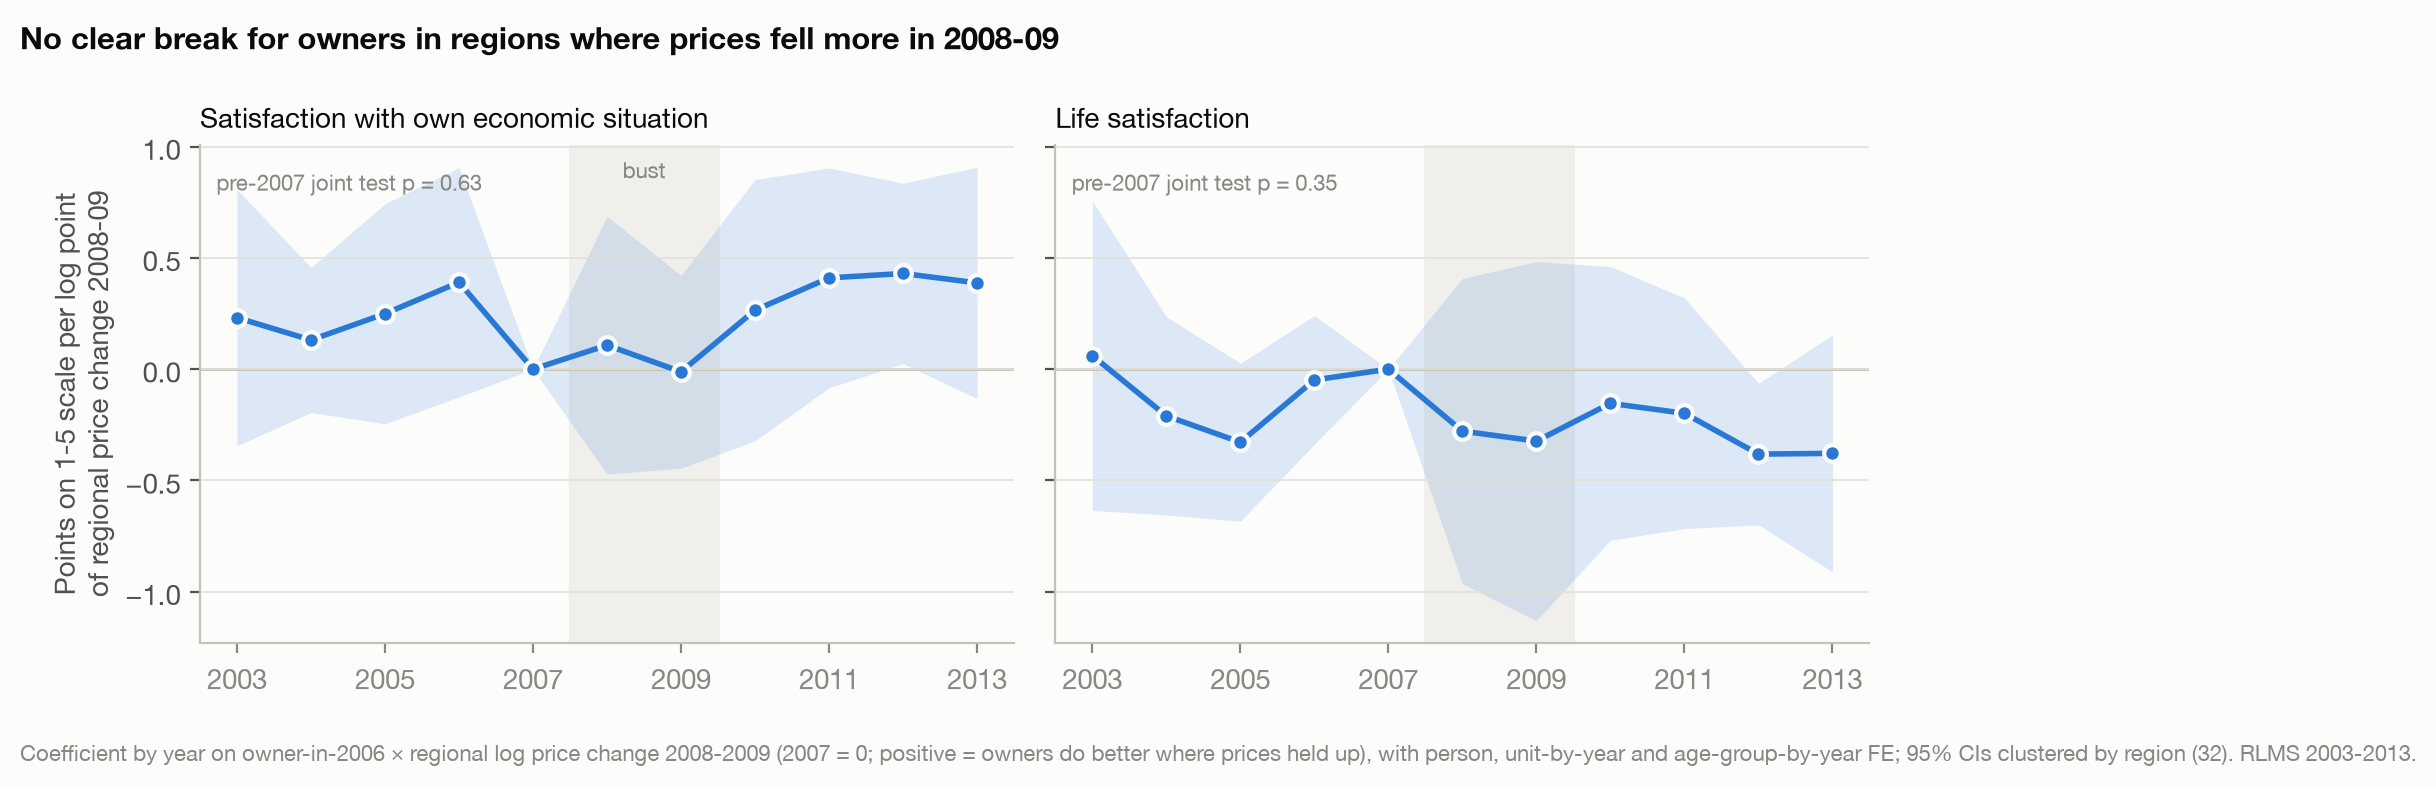 No clear break for owners in regions where prices fell more in 2008-09
Satisfaction with own economic situation
Life satisfaction
Points on 1-5 scale per log point
of regional price change 2008-09
1.0
0.5
0.0
−0.5
−1.0
pre-2007 joint test p = 0.63
bust
pre-2007 joint test p = 0.35
2003
2005
2007
2009
2011
2013
2003
2005
2007
2009
2011
2013
Coefficient by year on owner-in-2006 × regional log price change 2008-2009 (2007 = 0; positive = owners do better where prices held up), with person, unit-by-year and age-group-by-year FE; 95% CIs clustered by region (32). RLMS 2003-2013.